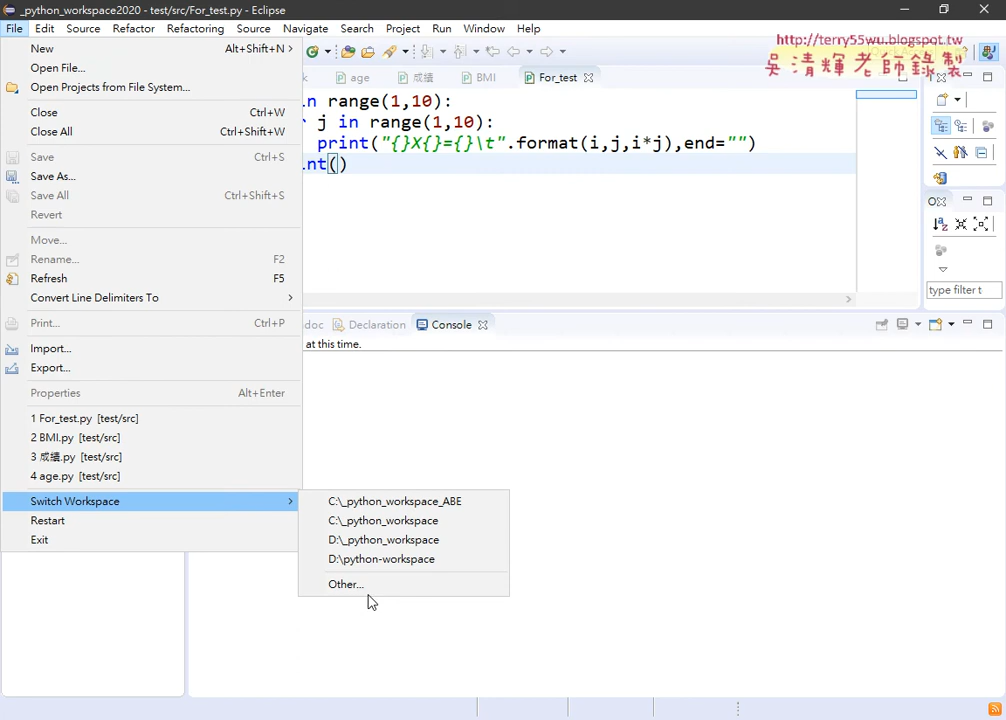 _python_workspace2020 - test/src/For_test.py - Eclipse
File Edit Source Refactor Refactoring Source Navigate Search Project Run Window Help
http://terry55wu.blogspot.tw
吳清輝老師錄製
New Alt+Shift+N
Open File...
Open Projects from File System...
Close Ctrl+W
Close All Ctrl+Shift+W
Save Ctrl+S
Save As...
Save All Ctrl+Shift+S
Revert
Move...
Rename... F2
Refresh F5
Convert Line Delimiters To
Print... Ctrl+P
Import...
Export...
Properties Alt+Enter
1 For_test.py [test/src]
2 BMI.py [test/src]
3 成績.py [test/src]
4 age.py [test/src]
Switch Workspace
Restart
Exit
C:\_python_workspace_ABE
C:\_python_workspace
D:\_python_workspace
D:\python-workspace
Other...
age 成績 BMI For_test
in range(1,10):
r j in range(1,10):
print("{}X{}={}\t".format(i,j,i*j),end="")
int()
doc Declaration Console
at this time.
type filter t